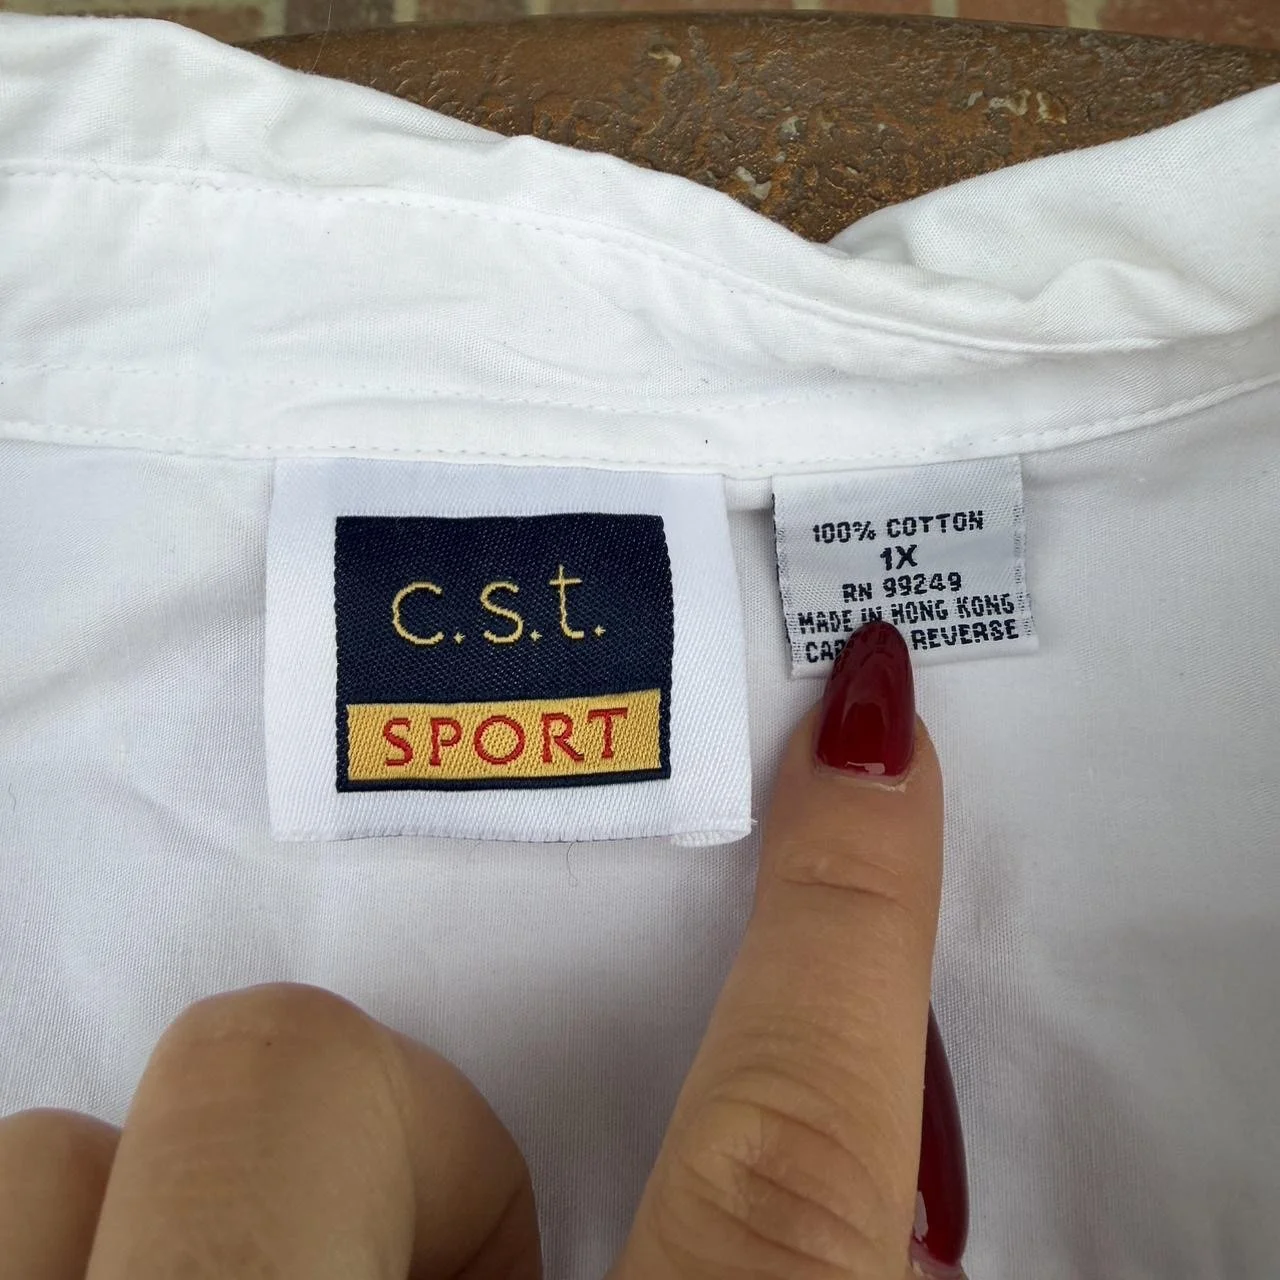 c.s.t.
SPORT
100% COTTON
1X
RN 99249
MADE IN HONG KONG
REVERSE